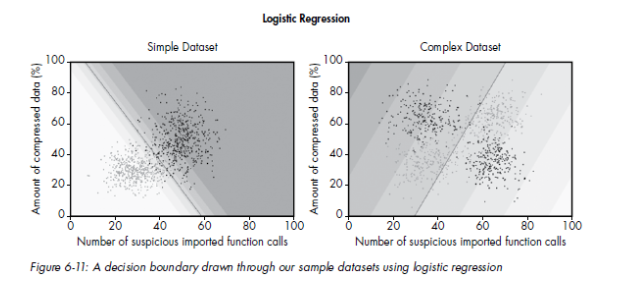 Logistic Regression
Simple Dataset
Complex Dataset
Amount of compressed data (%)
100
80
60
40
20
0
0 20 40 60 80 100
Number of suspicious imported function calls
Amount of compressed data (%)
100
80
60
40
20
0
0 20 40 60 80 100
Number of suspicious imported function calls
Figure 6-11: A decision boundary drawn through our sample datasets using logistic regression